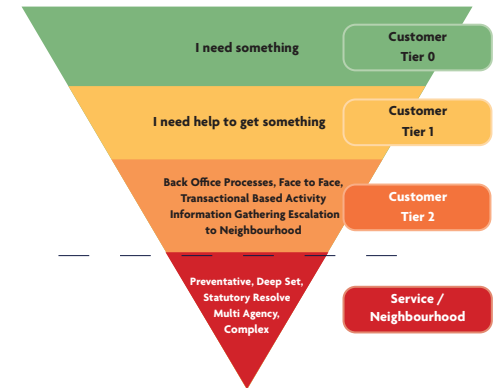 I need something
Customer
Tier 0
I need help to get something
Customer
Tier 1
Back Office Processes, Face to Face,
Transactional Based Activity
Information Gathering Escalation
to Neighbourhood
Customer
Tier 2
Preventative, Deep Set,
Statutory Resolve
Multi Agency,
Complex
Service /
Neighbourhood